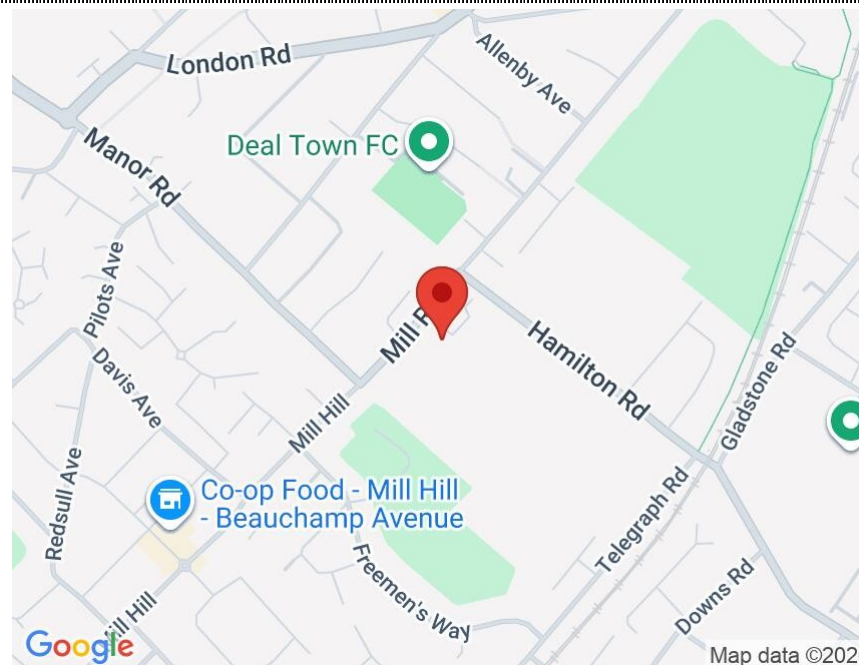 London Rd
Allenby Ave
Deal Town FC
Manor Rd
Pilots Ave
Mill
Hamilton Rd
Gladstone Rd
Davis Ave
Mill Hill
Redsull Ave
Co-op Food - Mill Hill
- Beauchamp Avenue
Telegraph Rd
Freemen's Way
Downs Rd
Mill Hill
Google
Map data ©202